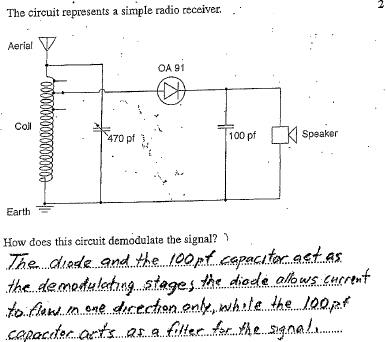 The circuit represents a simple radio receiver.
2
Aerial
OA 91
Coil
470 pf
100 pf
Speaker
Earth
How does this circuit demodulate the signal?
The diode and the 100pf capacitor act as
the demodulating stage, the diode allows current
to flow in one direction only, while the 100pf
capacitor acts as a filter for the signal.